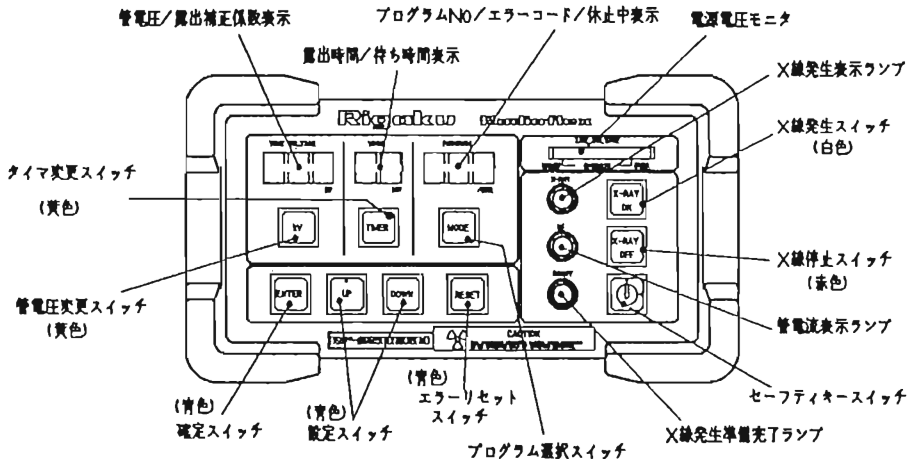 管電圧/露出補正係数表示
プログラムNO/エラーコード/休止中表示
電源電圧モニタ
露出時間/待ち時間表示
X線発生表示ランプ
X線発生スイッチ
(白色)
Rigaku
Radioflex
タイマ変更スイッチ
(黄色)
X-RAY
ON
kV
TIMER
MODE
X-RAY
OFF
X線停止スイッチ
(赤色)
管電圧変更スイッチ
(黄色)
ENTER
UP
DOWN
RESET
READY
管電流表示ランプ
CAUTION
セーフティキースイッチ
(青色)
確定スイッチ
(青色)
設定スイッチ
(青色)
エラーリセット
スイッチ
プログラム選択スイッチ
X線発生準備完了ランプ